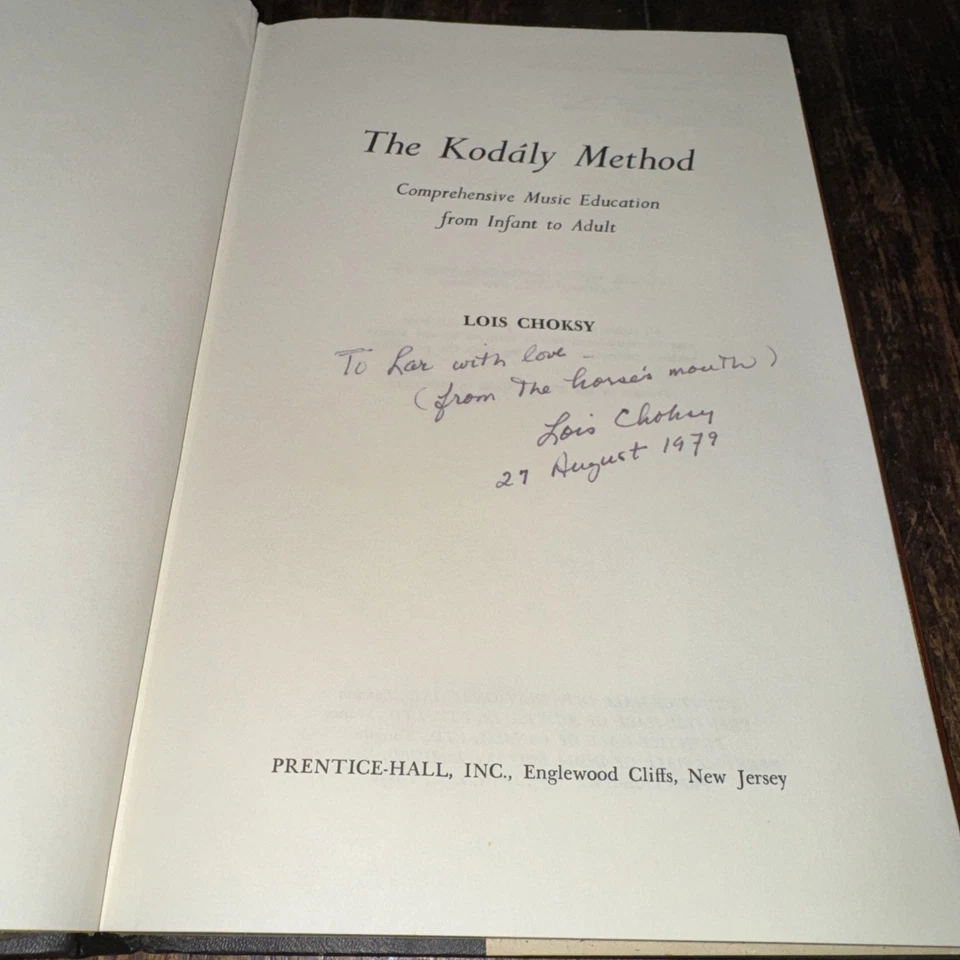 The Kodály Method
Comprehensive Music Education
from Infant to Adult
LOIS CHOKSY
To Lar with love -
(from the horse's mouth)
Lois Choksy
27 August 1979
PRENTICE-HALL, INC., Englewood Cliffs, New Jersey